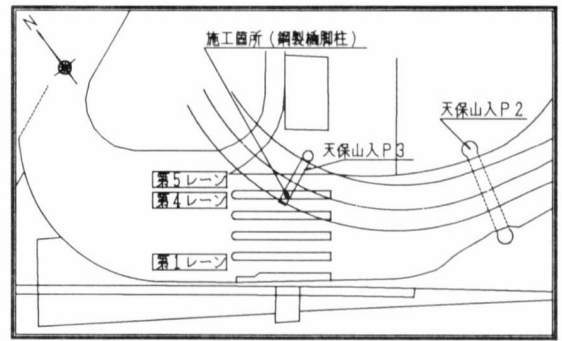 N
施工箇所（鋼製橋脚柱）
天保山入P2
天保山入P3
第5レーン
第4レーン
第1レーン